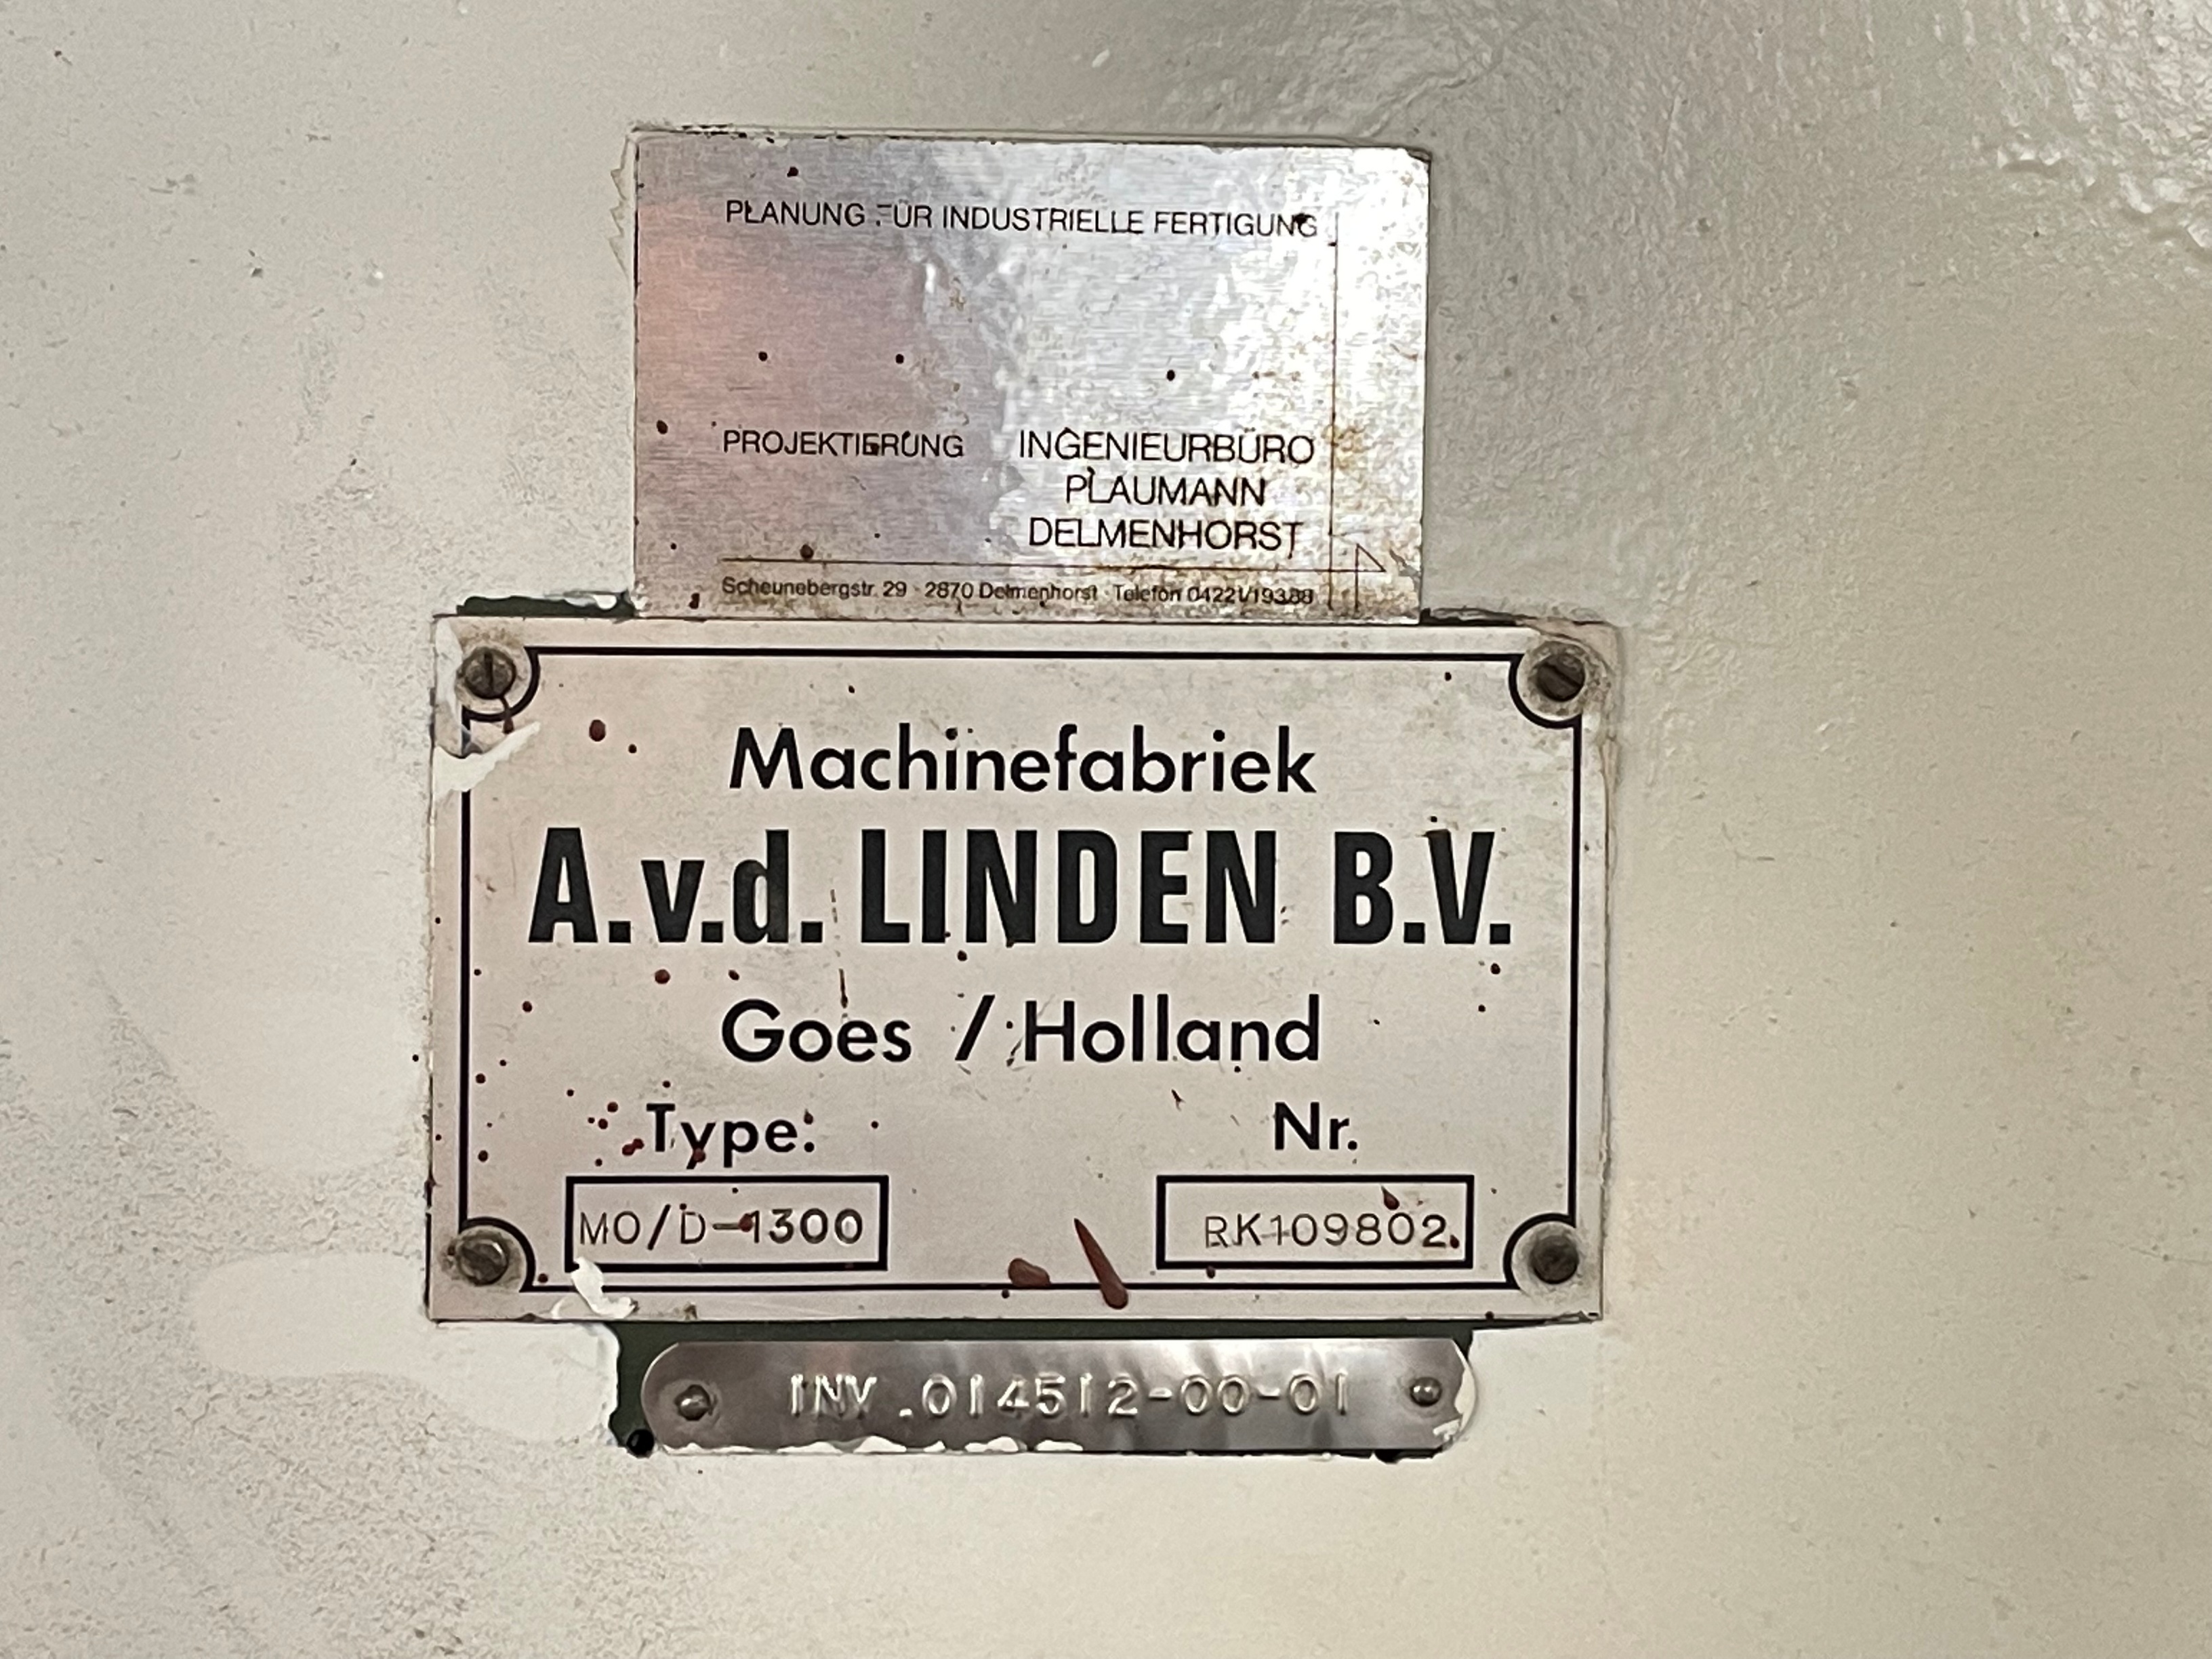 PLANUNG FÜR INDUSTRIELLE FERTIGUNG
PROJEKTIERUNG INGENIEURBÜRO
PLAUMANN
DELMENHORST
Scheunebergstr. 29 · 2870 Delmenhorst · Telefon 04221/19388
Machinefabriek
A.v.d. LINDEN B.V.
Goes / Holland
Type: Nr.
MO/D-1300 RK109802
INV.014512-00-01